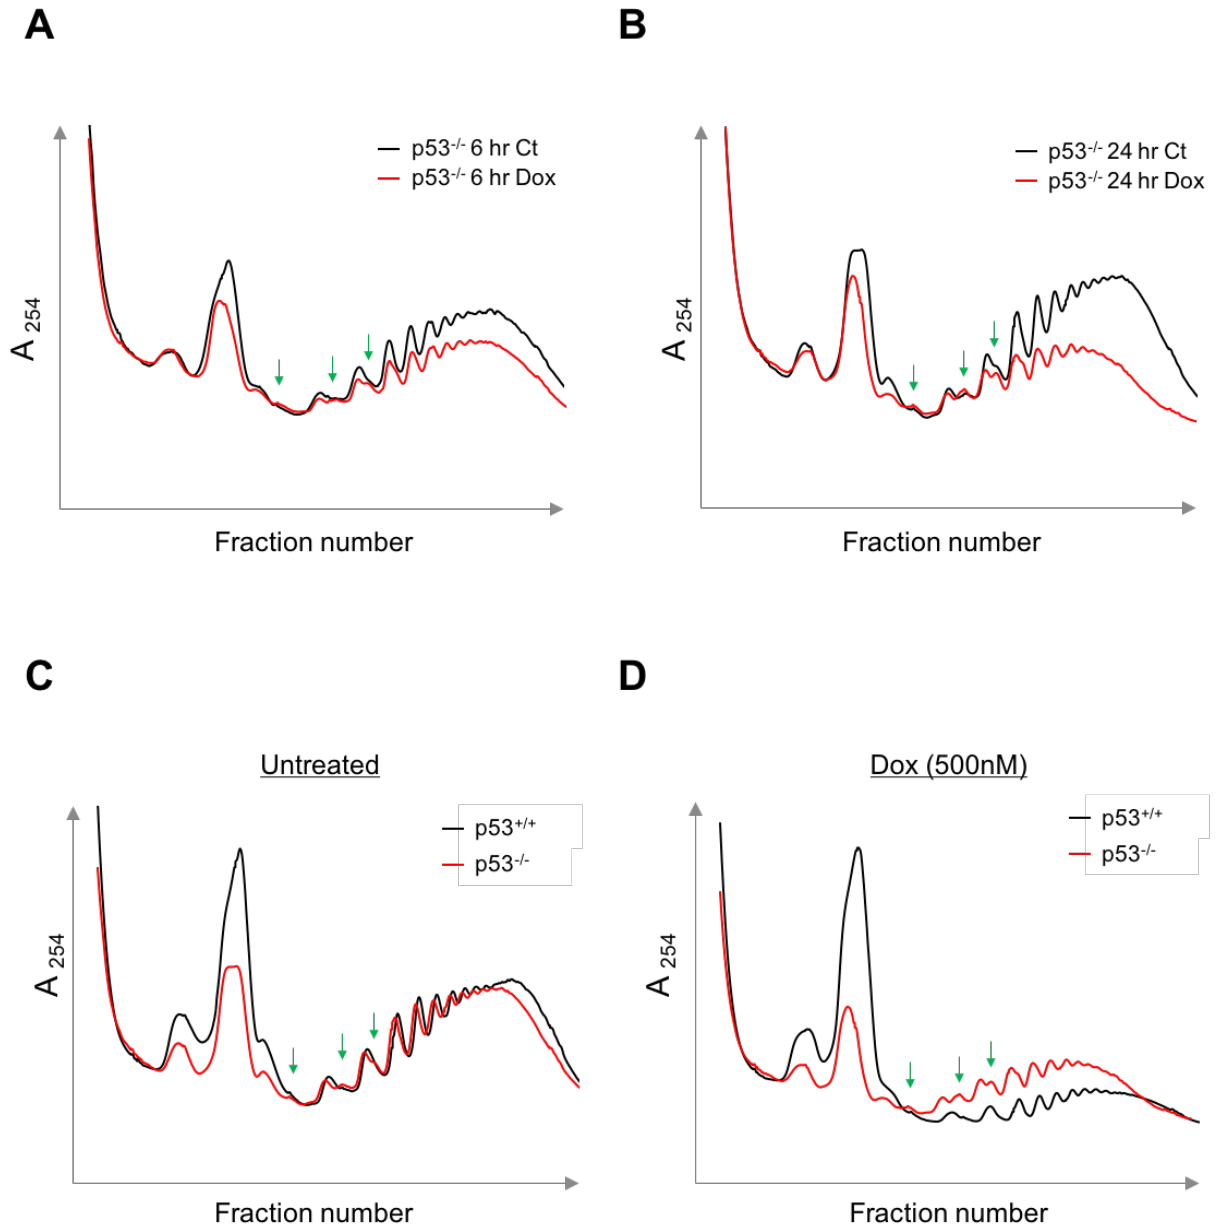 A
B
p53-/- 6 hr Ct
p53-/- 6 hr Dox
p53-/- 24 hr Ct
p53-/- 24 hr Dox
A 254
A 254
Fraction number
Fraction number
C
D
Untreated
Dox (500nM)
p53+/+
p53-/-
p53+/+
p53-/-
A 254
A 254
Fraction number
Fraction number